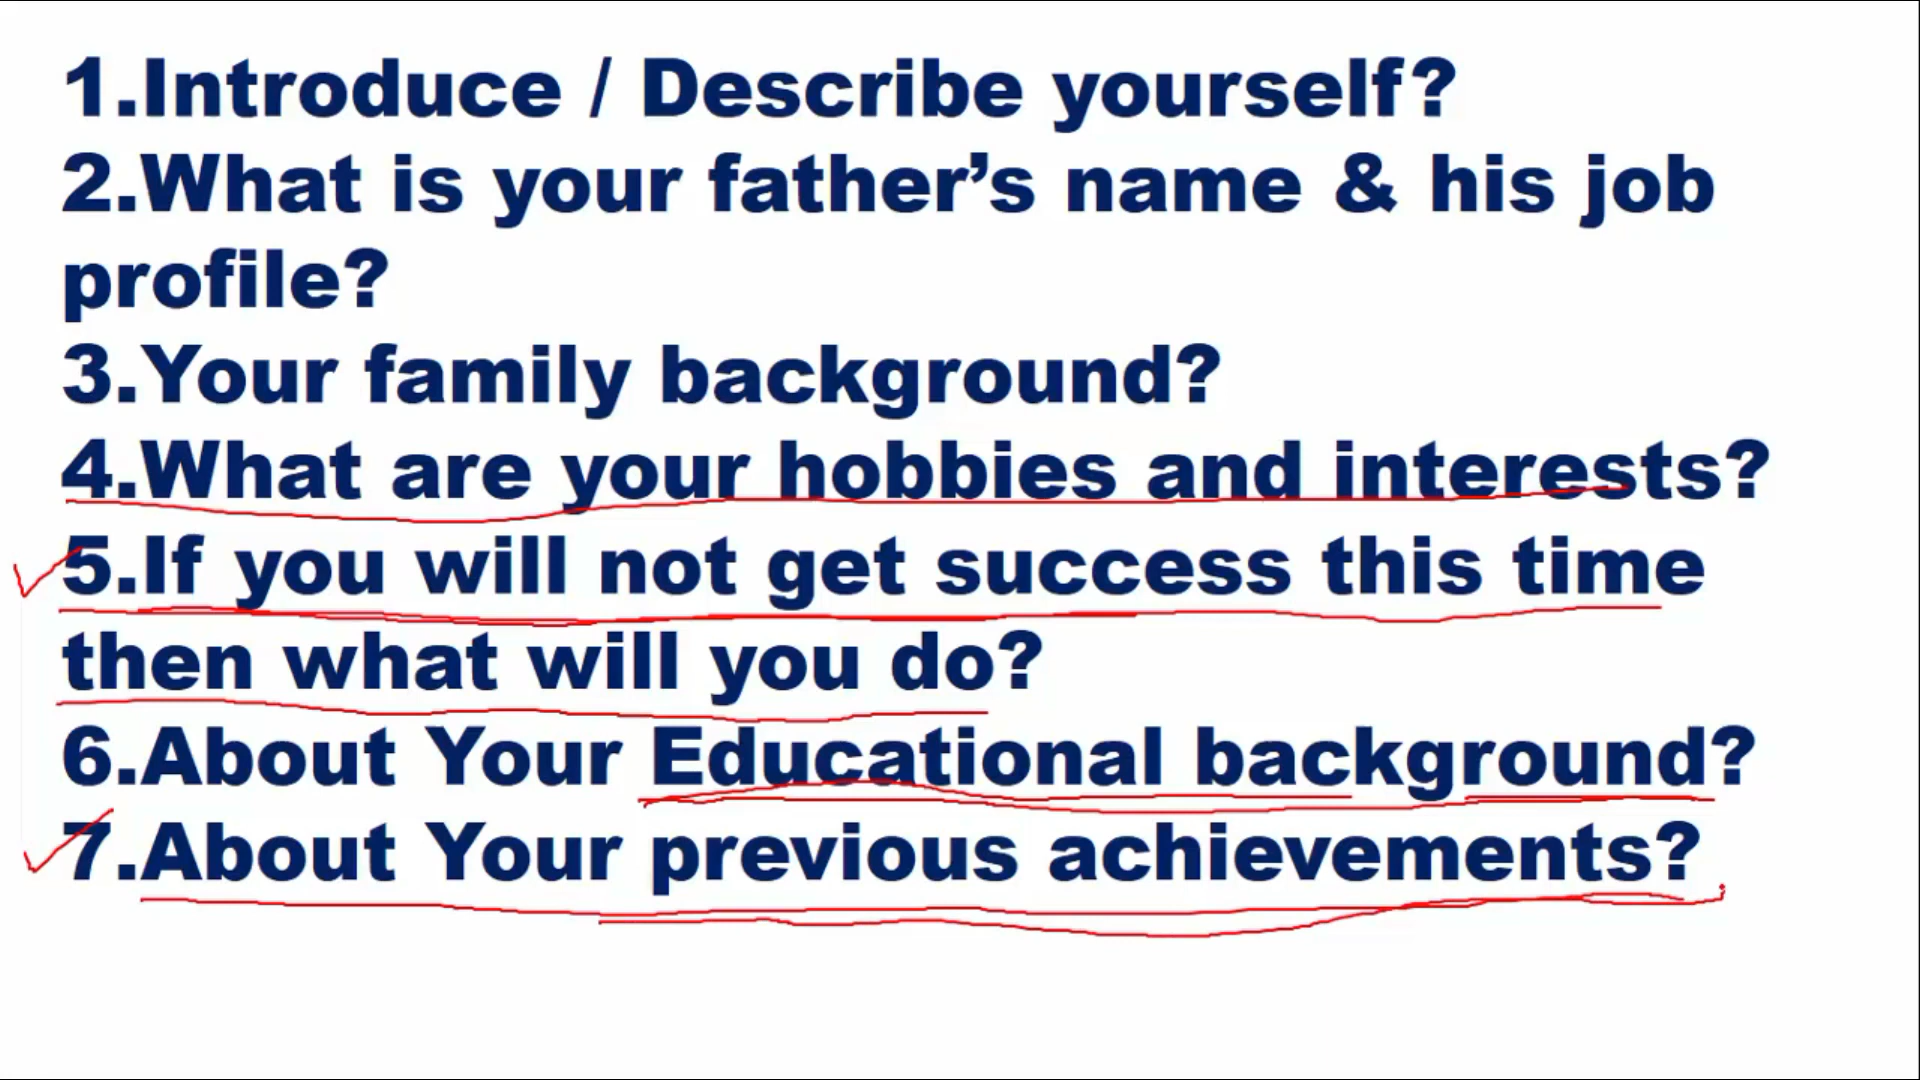 1.Introduce / Describe yourself?
2.What is your father’s name & his job
profile?
3.Your family background?
4.What are your hobbies and interests?
5.If you will not get success this time
then what will you do?
6.About Your Educational background?
7.About Your previous achievements?